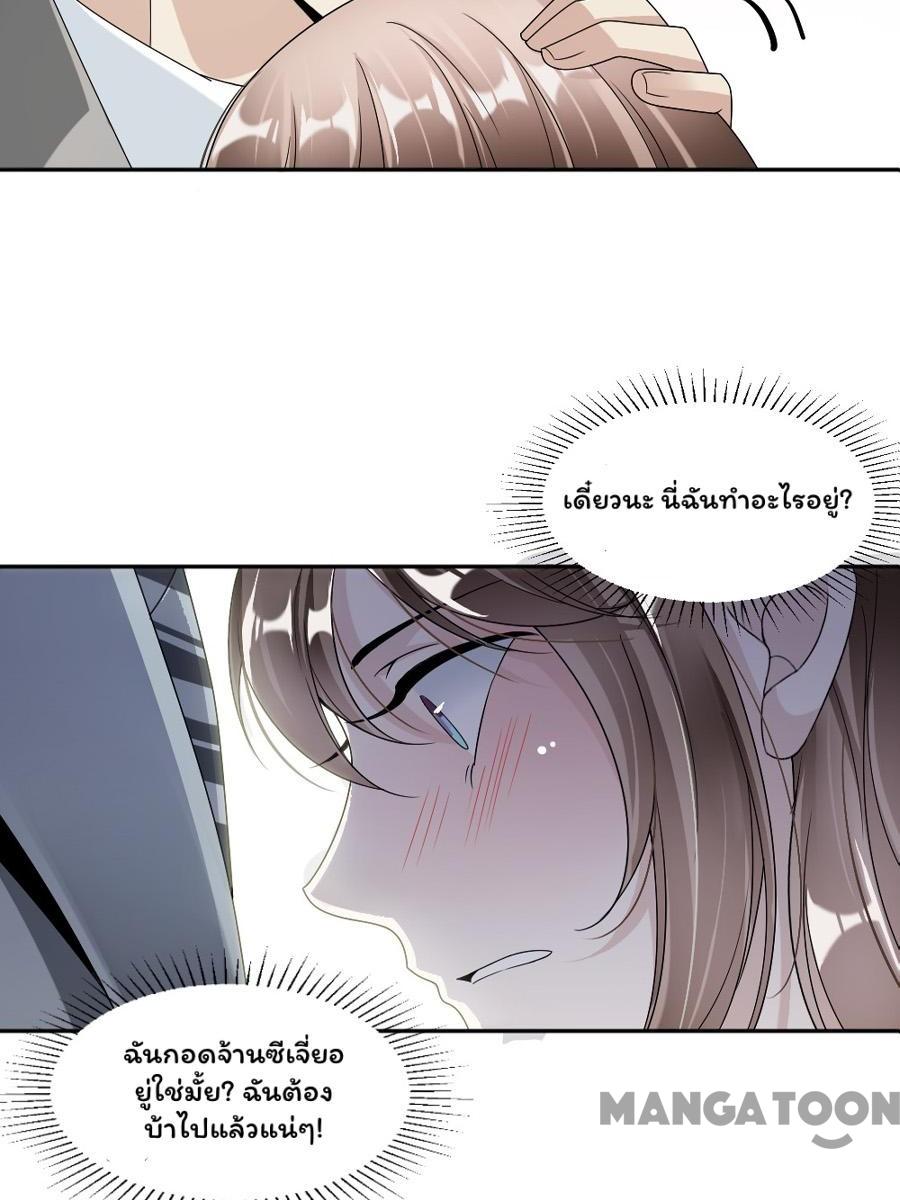 เดี๋ยวนะ นี่ฉันทำอะไรอยู่?
ฉันกอดจ้านซีเจี่ยอ
ยู่ใช่มั้ย? ฉันต้อง
บ้าไปแล้วแน่ๆ!
MANGATOON